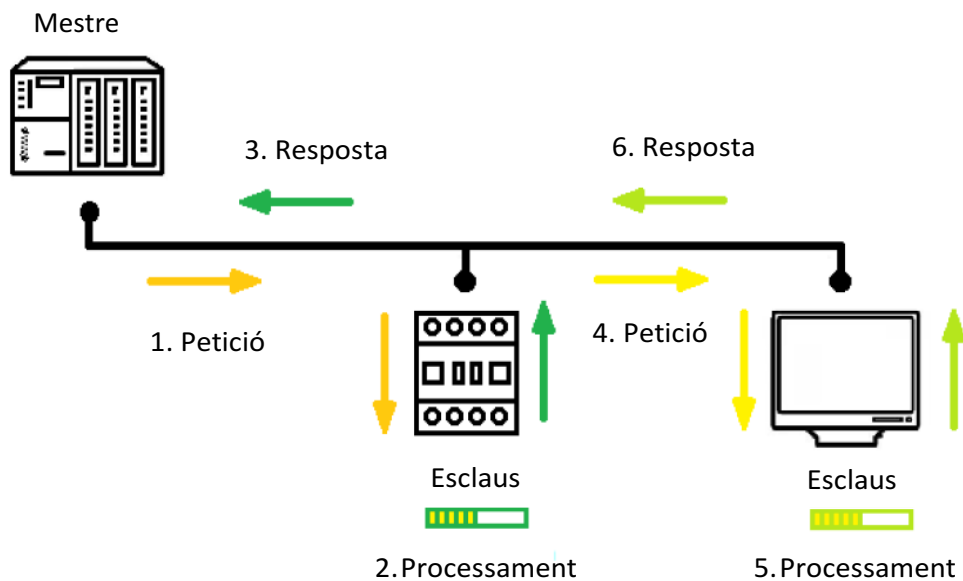 Mestre
3. Resposta
6. Resposta
1. Petició
4. Petició
Esclaus
Esclaus
2.Processament
5.Processament